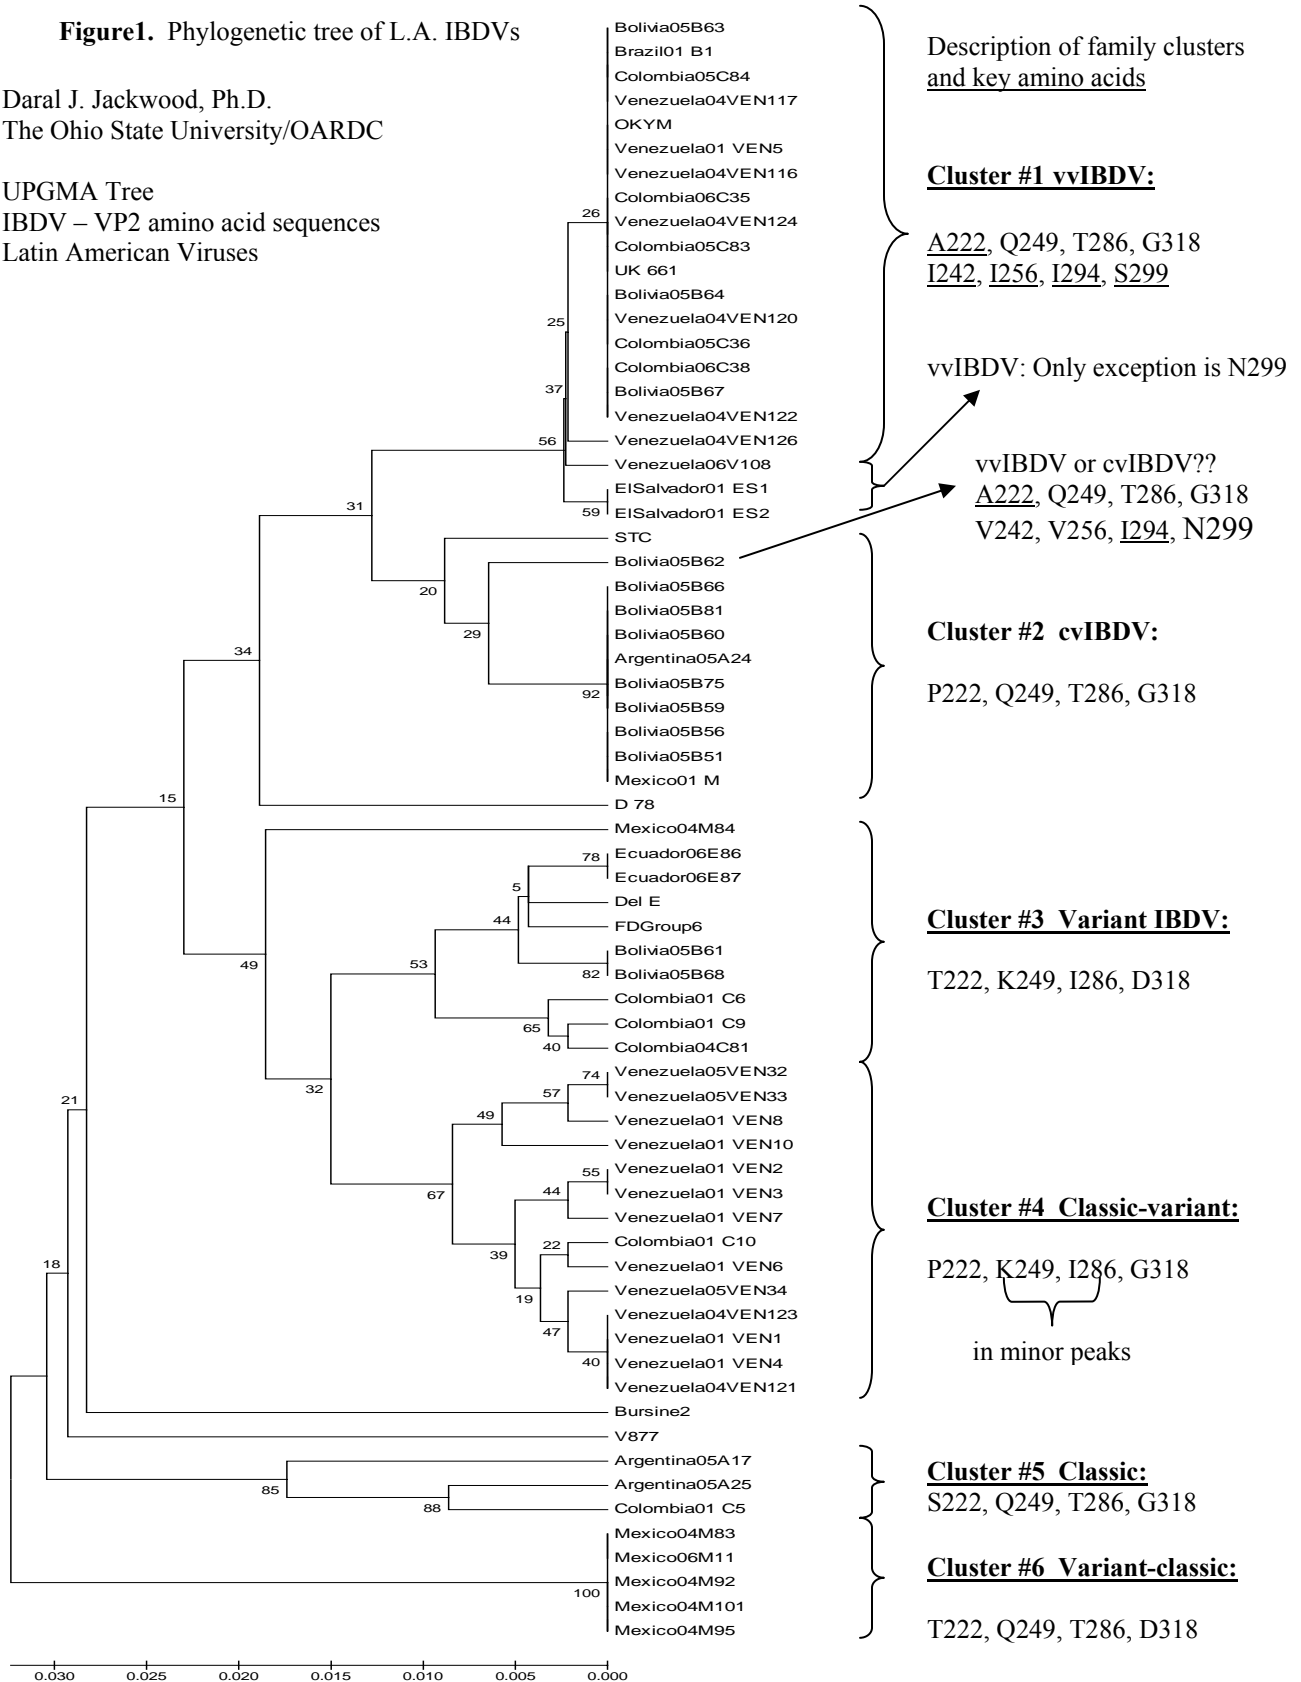 Figure1. Phylogenetic tree of L.A. IBDVs
Daral J. Jackwood, Ph.D.
The Ohio State University/OARDC
UPGMA Tree
IBDV – VP2 amino acid sequences
Latin American Viruses
Bolivia05B63
Brazil01 B1
Colombia05C84
Venezuela04VEN117
OKYM
Venezuela01 VEN5
Venezuela04VEN116
Colombia06C35
Venezuela04VEN124
Colombia05C83
UK 661
Bolivia05B64
Venezuela04VEN120
Colombia05C36
Colombia06C38
Bolivia05B67
Venezuela04VEN122
Venezuela04VEN126
Venezuela06V108
ElSalvador01 ES1
ElSalvador01 ES2
STC
Bolivia05B62
Bolivia05B66
Bolivia05B81
Bolivia05B60
Argentina05A24
Bolivia05B75
Bolivia05B59
Bolivia05B56
Bolivia05B51
Mexico01 M
D 78
Mexico04M84
Ecuador06E86
Ecuador06E87
Del E
FDGroup6
Bolivia05B61
Bolivia05B68
Colombia01 C6
Colombia01 C9
Colombia04C81
Venezuela05VEN32
Venezuela05VEN33
Venezuela01 VEN8
Venezuela01 VEN10
Venezuela01 VEN2
Venezuela01 VEN3
Venezuela01 VEN7
Colombia01 C10
Venezuela01 VEN6
Venezuela05VEN34
Venezuela04VEN123
Venezuela01 VEN1
Venezuela01 VEN4
Venezuela04VEN121
Bursine2
V877
Argentina05A17
Argentina05A25
Colombia01 C5
Mexico04M83
Mexico06M11
Mexico04M92
Mexico04M101
Mexico04M95
26
25
37
56
59
31
20
29
92
34
15
78
5
44
82
53
65
40
49
32
74
57
49
67
55
44
39
22
19
47
40
21
18
85
88
100
0.030
0.025
0.020
0.015
0.010
0.005
0.000
Description of family clusters
and key amino acids
Cluster #1 vvIBDV:
A222, Q249, T286, G318
I242, I256, I294, S299
vvIBDV: Only exception is N299
vvIBDV or cvIBDV??
A222, Q249, T286, G318
V242, V256, I294, N299
Cluster #2 cvIBDV:
P222, Q249, T286, G318
Cluster #3 Variant IBDV:
T222, K249, I286, D318
Cluster #4 Classic-variant:
P222, K249, I286, G318
in minor peaks
Cluster #5 Classic:
S222, Q249, T286, G318
Cluster #6 Variant-classic:
T222, Q249, T286, D318